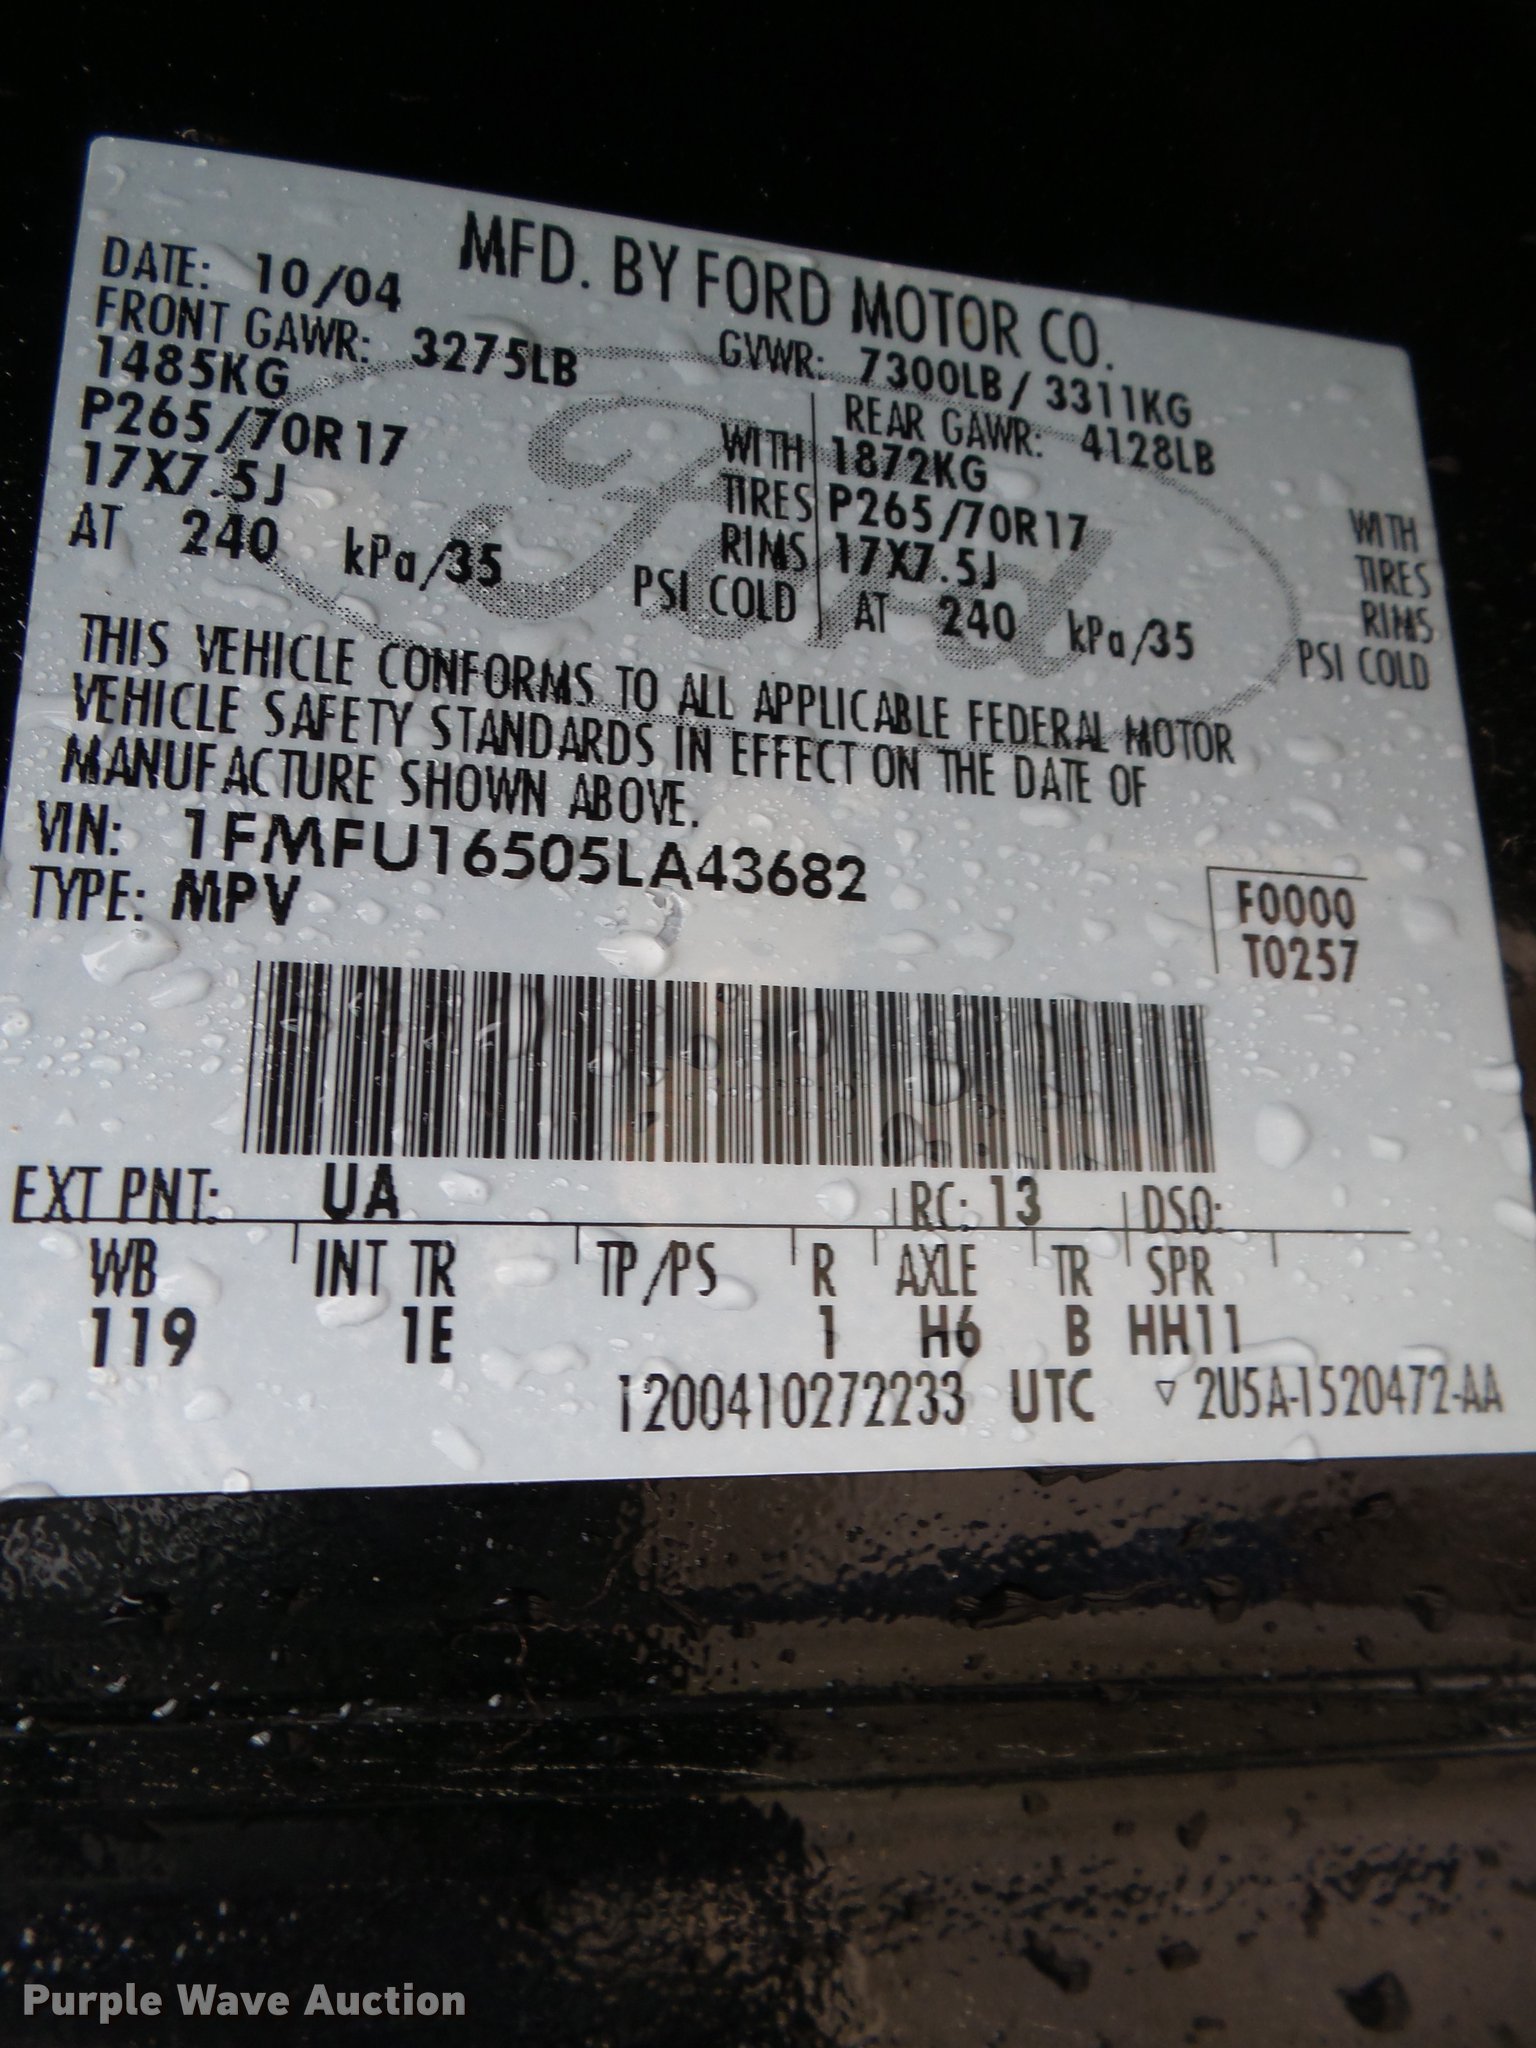 MFD. BY FORD MOTOR CO.
DATE: 10/04
GVWR: 7300LB/ 3311KG
FRONT GAWR: 3275LB
1485KG WITH
P265/70R17 TIRES
17X7.5J RIMS
AT 240 kPa/35 PSI COLD
REAR GAWR: 4128LB
1872KG WITH
P265/70R17 TIRES
17X7.5J RIMS
AT 240 kPa/35 PSI COLD
Ford
THIS VEHICLE CONFORMS TO ALL APPLICABLE FEDERAL MOTOR
VEHICLE SAFETY STANDARDS IN EFFECT ON THE DATE OF
MANUFACTURE SHOWN ABOVE.
VIN: 1FMFU16505LA43682
TYPE: MPV
F0000
T0257
EXT PNT: UA RC: 13 DSO:
WB INT TR TP/PS R AXLE TR SPR
119 1E 1 H6 B HH11
1200410272233 UTC ▽ 2U5A-1520472-AA
Purple Wave Auction